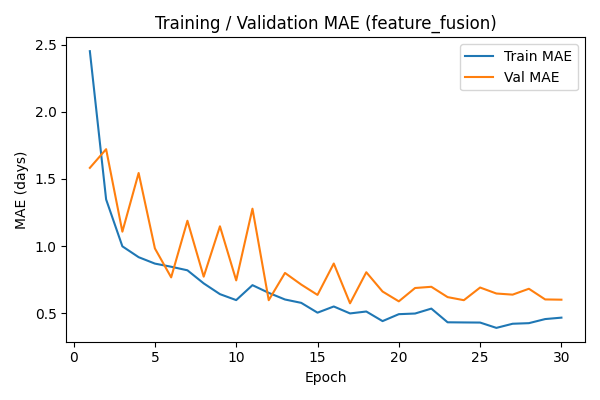 Training / Validation MAE (feature_fusion)
Train MAE
Val MAE
MAE (days)
2.5
2.0
1.5
1.0
0.5
0 5 10 15 20 25 30
Epoch